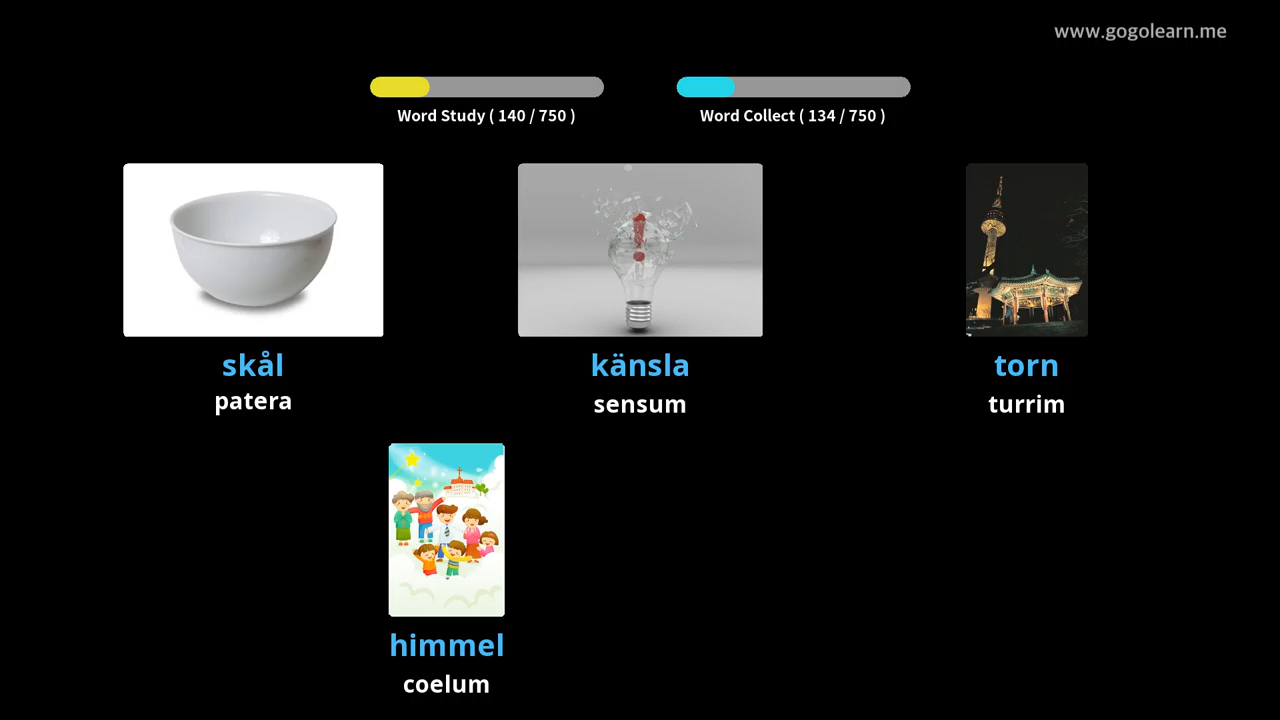 www.gogolearn.me
Word Study ( 140 / 750 )
Word Collect ( 134 / 750 )
skål
patera
känsla
sensum
torn
turrim
himmel
coelum